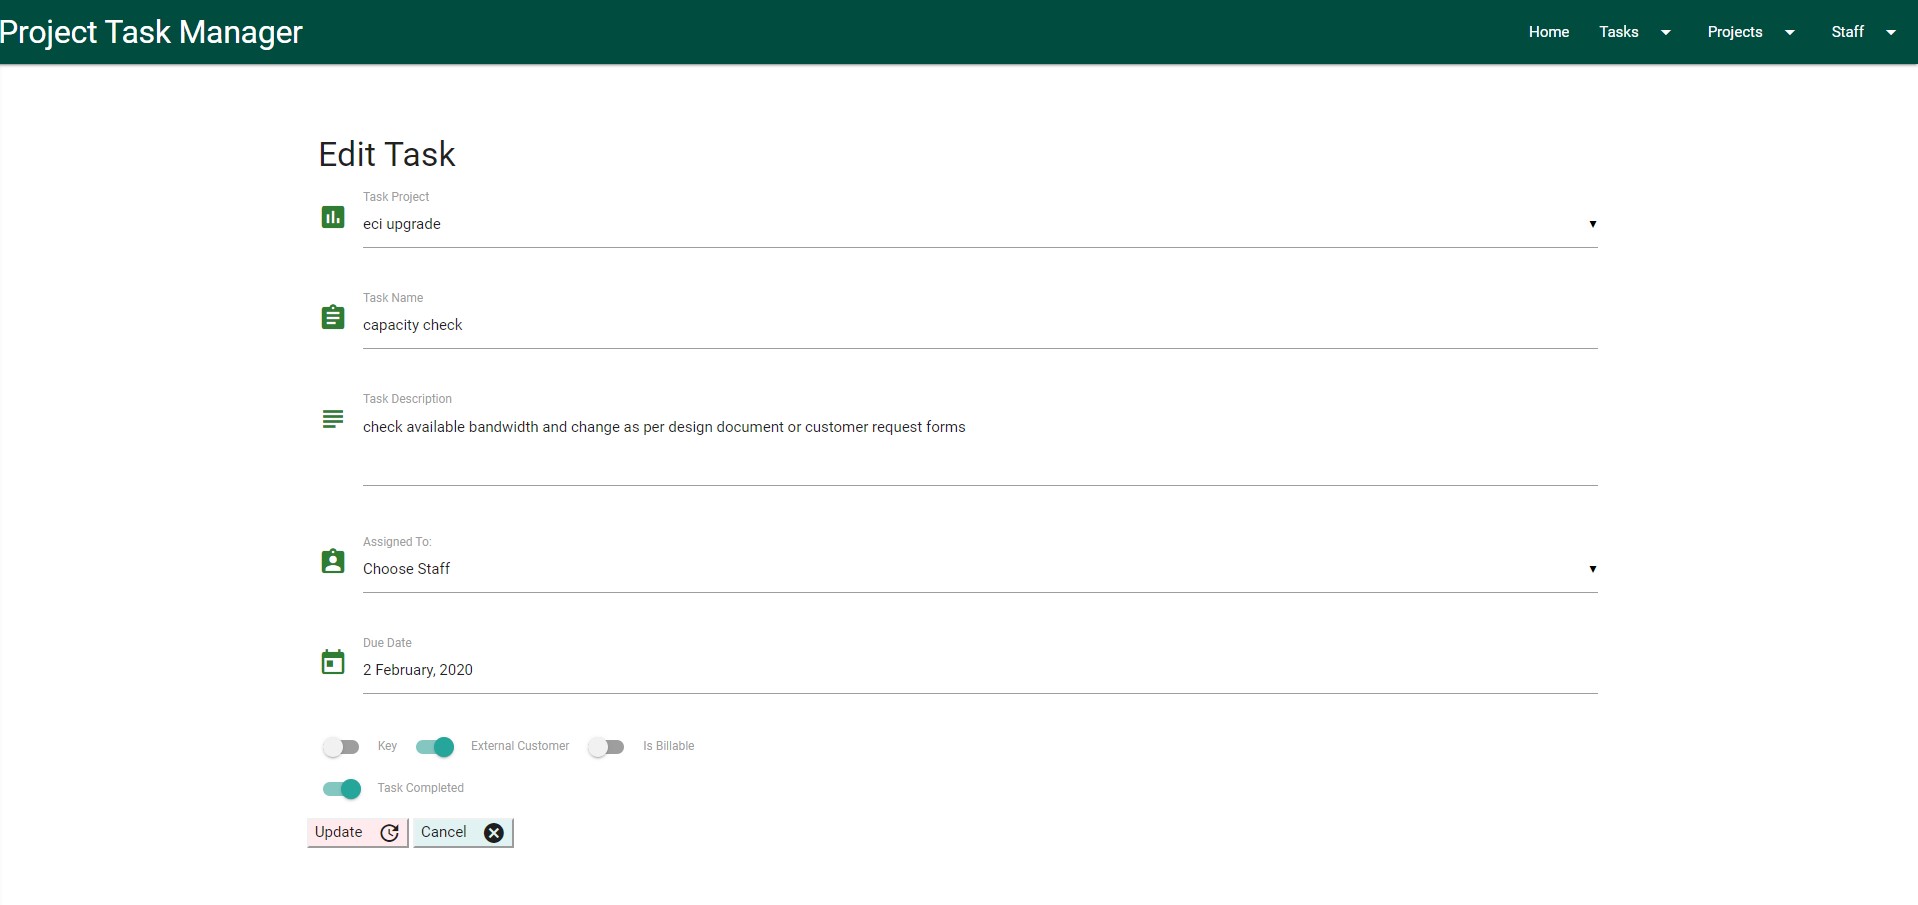 Project Task Manager
Home Tasks Projects Staff
Edit Task
Task Project
eci upgrade
Task Name
capacity check
Task Description
check available bandwidth and change as per design document or customer request forms
Assigned To:
Choose Staff
Due Date
2 February, 2020
Key External Customer Is Billable
Task Completed
Update Cancel